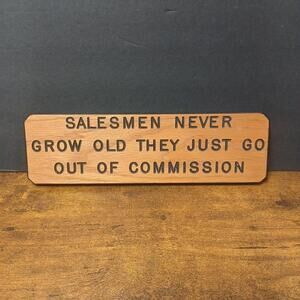 SALESMEN NEVER
GROW OLD THEY JUST GO
OUT OF COMMISSION